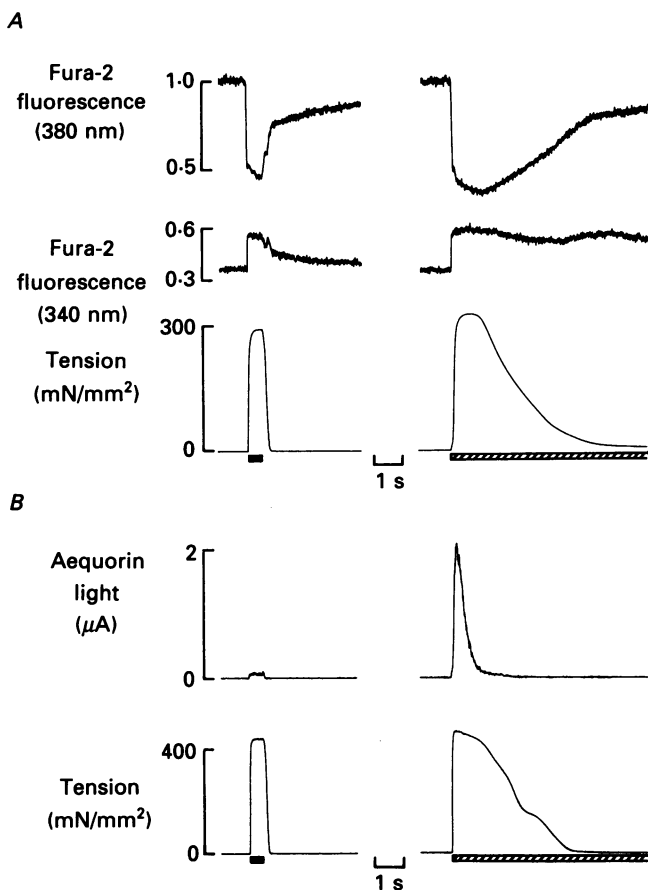 A
Fura-2
fluorescence
(380 nm)
1·0
0·5
Fura-2
fluorescence
(340 nm)
0·6
0·3
Tension
(mN/mm²)
300
0
1 s
B
Aequorin
light
(μA)
2
0
Tension
(mN/mm²)
400
0
1 s